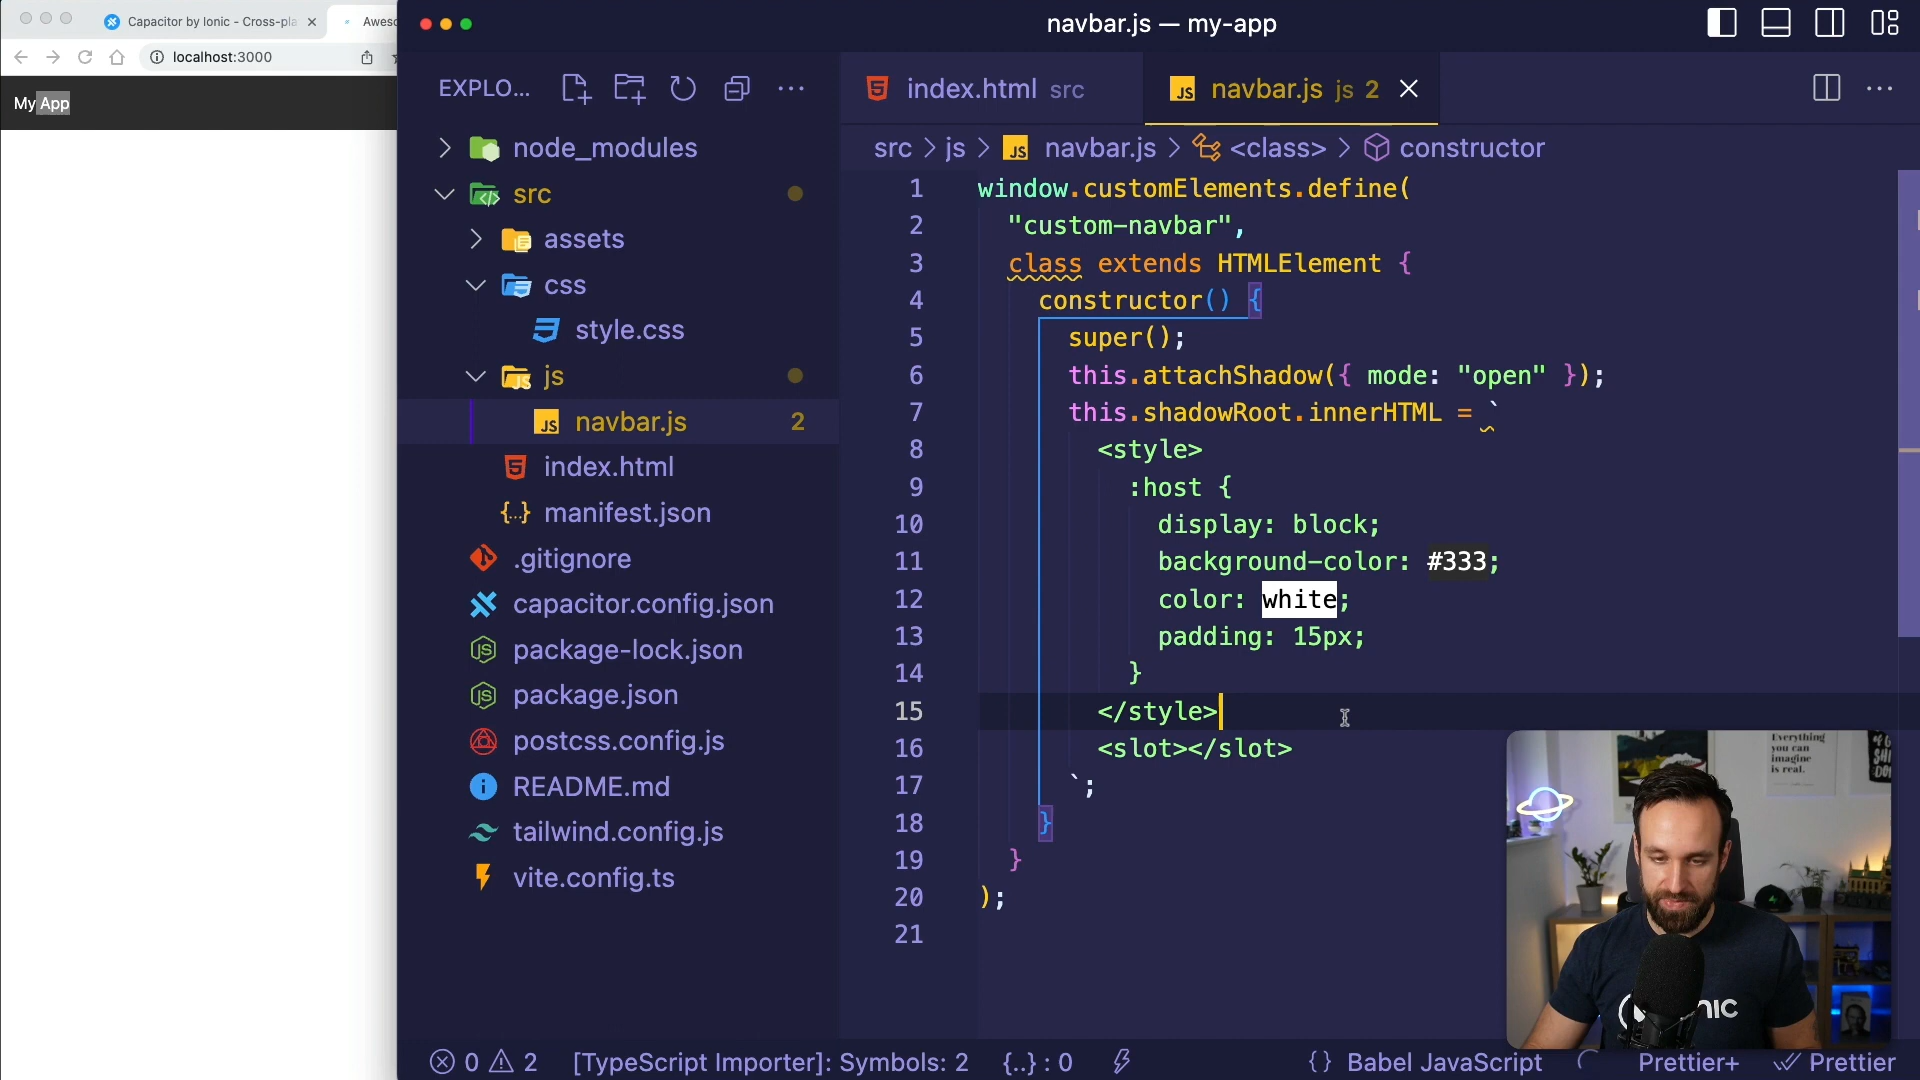 Capacitor by Ionic - Cross-pla
Aweso
localhost:3000
My App
navbar.js — my-app
EXPLO...
node_modules
src
assets
css
style.css
js
navbar.js 2
index.html
manifest.json
.gitignore
capacitor.config.json
package-lock.json
package.json
postcss.config.js
README.md
tailwind.config.js
vite.config.ts
index.html src
navbar.js js 2
src > js > JS navbar.js > <class> > constructor
1 window.customElements.define(
2 "custom-navbar",
3 class extends HTMLElement {
4 constructor() {
5 super();
6 this.attachShadow({ mode: "open" });
7 this.shadowRoot.innerHTML = `
8 <style>
9 :host {
10 display: block;
11 background-color: #333;
12 color: white;
13 padding: 15px;
14 }
15 </style>
16 <slot></slot>
17 `;
18 }
19 }
20 );
21
Everything
you can
imagine
is real.
0 2 [TypeScript Importer]: Symbols: 2 {..} : 0
{} Babel JavaScript Prettier+ Prettier